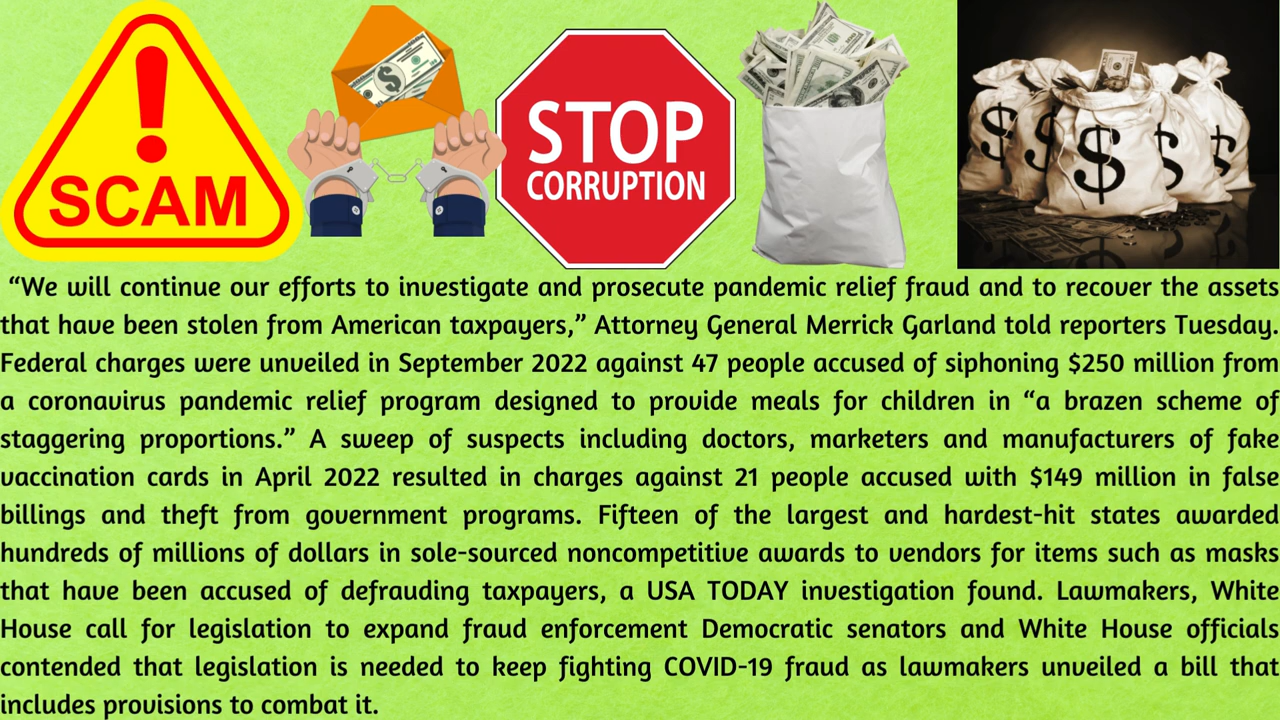 SCAM
STOP
CORRUPTION
$ $ $ $ $
“We will continue our efforts to investigate and prosecute pandemic relief fraud and to recover the assets
that have been stolen from American taxpayers,” Attorney General Merrick Garland told reporters Tuesday.
Federal charges were unveiled in September 2022 against 47 people accused of siphoning $250 million from
a coronavirus pandemic relief program designed to provide meals for children in “a brazen scheme of
staggering proportions.” A sweep of suspects including doctors, marketers and manufacturers of fake
vaccination cards in April 2022 resulted in charges against 21 people accused with $149 million in false
billings and theft from government programs. Fifteen of the largest and hardest-hit states awarded
hundreds of millions of dollars in sole-sourced noncompetitive awards to vendors for items such as masks
that have been accused of defrauding taxpayers, a USA TODAY investigation found. Lawmakers, White
House call for legislation to expand fraud enforcement Democratic senators and White House officials
contended that legislation is needed to keep fighting COVID-19 fraud as lawmakers unveiled a bill that
includes provisions to combat it.